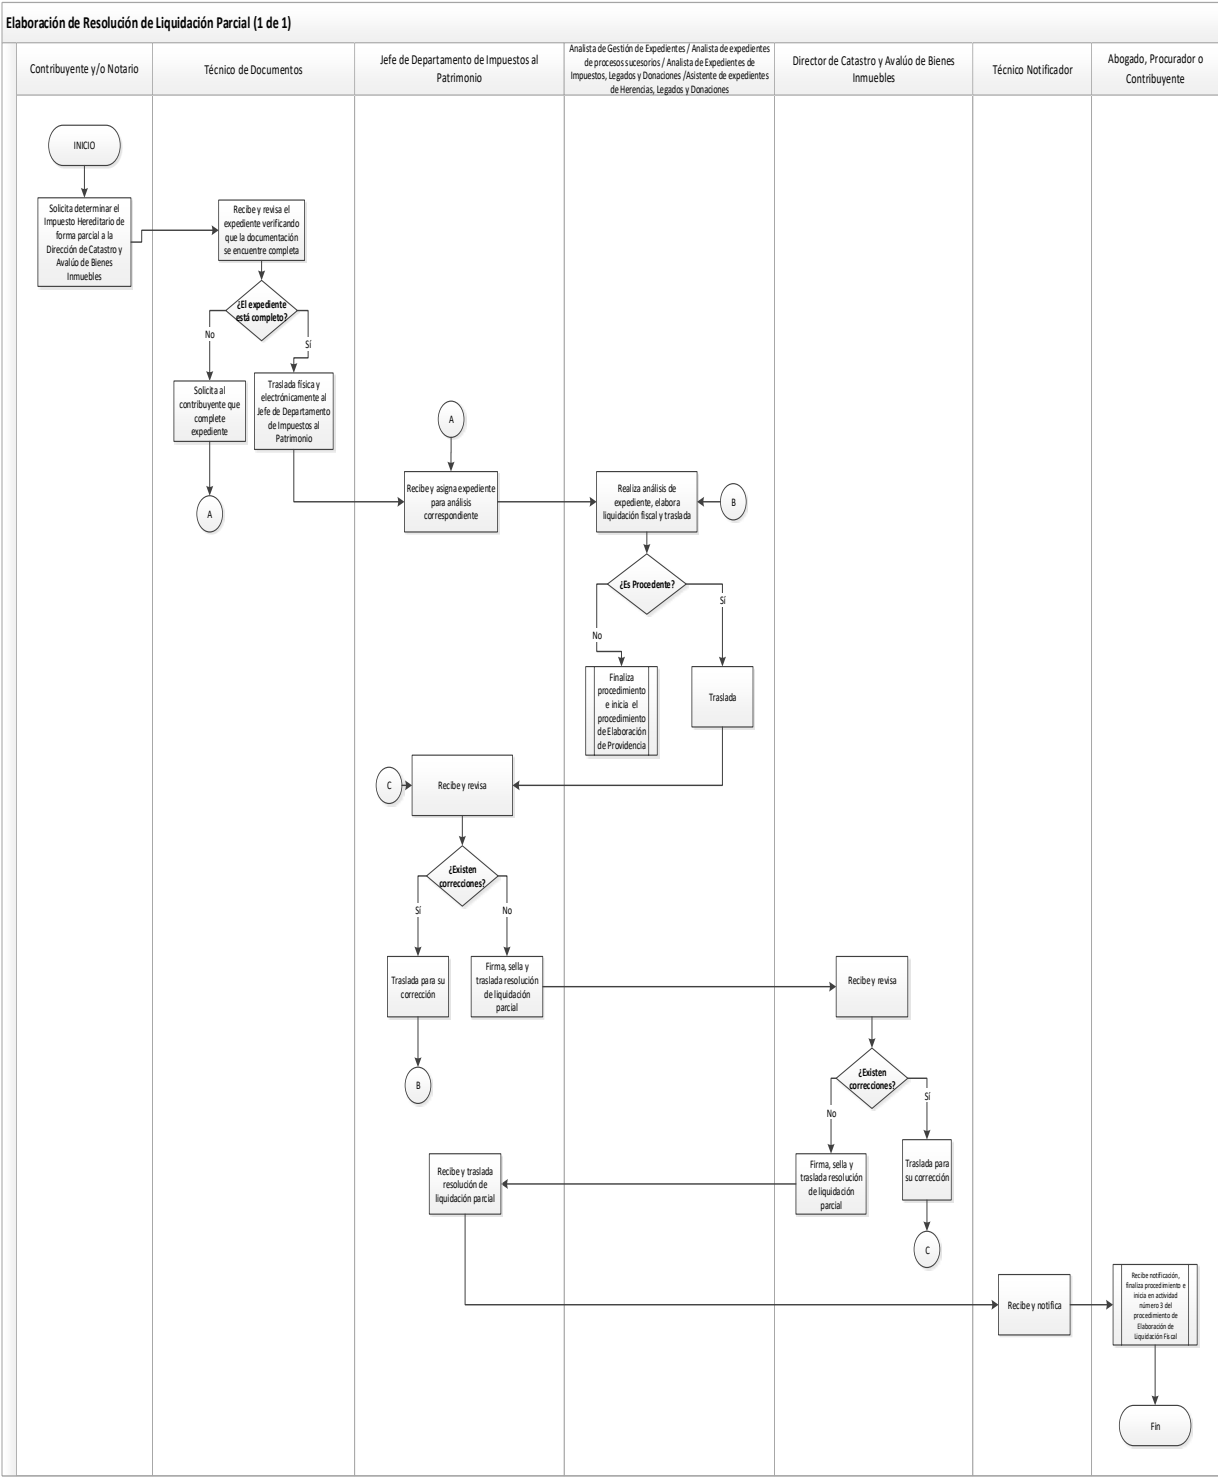 Elaboración de Resolución de Liquidación Parcial (1 de 1)
Contribuyente y/o Notario
Técnico de Documentos
Jefe de Departamento de Impuestos al
Patrimonio
Analista de Gestión de Expedientes / Analista de expedientes
de procesos sucesorios / Analista de Expedientes de
Impuestos, Legados y Donaciones /Asistente de expedientes
de Herencias, Legados y Donaciones
Director de Catastro y Avalúo de Bienes
Inmuebles
Técnico Notificador
Abogado, Procurador o
Contribuyente
INICIO
Solicita determinar el
Impuesto Hereditario de
forma parcial a la
Dirección de Catastro y
Avalúo de Bienes
Inmuebles
Recibe y revisa el
expediente verificando
que la documentación
se encuentre completa
¿El expediente
está completo?
No
Sí
Solicita al
contribuyente que
complete
expediente
Traslada física y
electrónicamente al
Jefe de Departamento
de Impuestos al
Patrimonio
A
A
Recibe y asigna expediente
para análisis
correspondiente
Realiza análisis de
expediente, elabora
liquidación fiscal y traslada
B
¿Es Procedente?
Sí
No
Finaliza
procedimiento
e inicia el
procedimiento
de Elaboración
de Providencia
Traslada
C
Recibe y revisa
¿Existen
correcciones?
Sí
No
Traslada para su
corrección
Firma, sella y
traslada resolución
de liquidación
parcial
B
Recibe y revisa
¿Existen
correcciones?
No
Sí
Firma, sella y
traslada resolución
de liquidación
parcial
Traslada para
su corrección
C
Recibe y traslada
resolución de
liquidación parcial
Recibe y notifica
Recibe notificación,
finaliza procedimiento e
inicia en actividad
número 3 del
procedimiento de
Elaboración de
Liquidación Fiscal
Fin